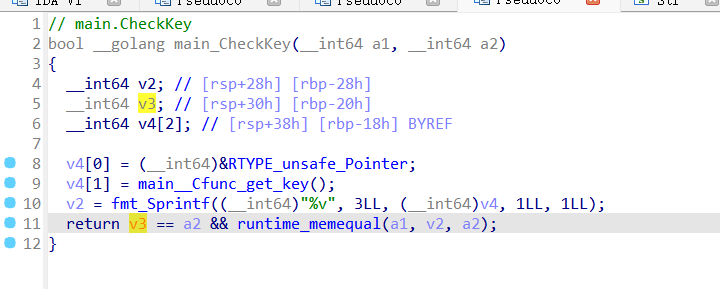 IDA Vi
Pseudoco
Pseudoco
Pseudoco
Str
1 // main.CheckKey
2 bool __golang main_CheckKey(__int64 a1, __int64 a2)
3 {
4 __int64 v2; // [rsp+28h] [rbp-28h]
5 __int64 v3; // [rsp+30h] [rbp-20h]
6 __int64 v4[2]; // [rsp+38h] [rbp-18h] BYREF
7
8 v4[0] = (__int64)&RTYPE_unsafe_Pointer;
9 v4[1] = main__Cfunc_get_key();
10 v2 = fmt_Sprintf((__int64)"%v", 3LL, (__int64)v4, 1LL, 1LL);
11 return v3 == a2 && runtime_memequal(a1, v2, a2);
12 }